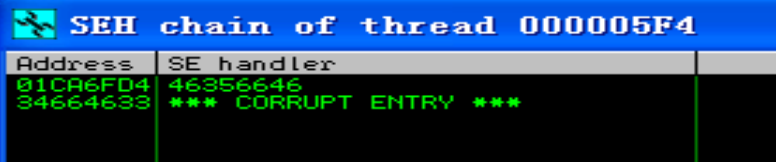 SEH chain of thread 000005F4
Address SE handler
01CA6FD4 46356646
34664633 *** CORRUPT ENTRY ***